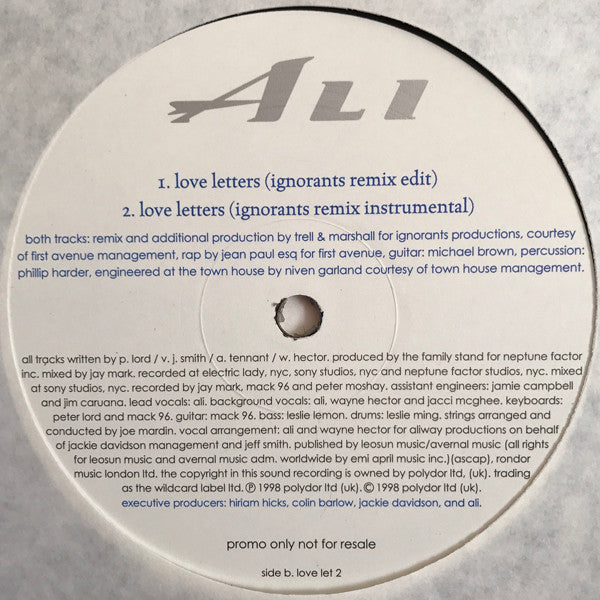 Ali
1. love letters (ignorants remix edit)
2. love letters (ignorants remix instrumental)
both tracks: remix and additional production by trell & marshall for ignorants productions, courtesy
of first avenue management, rap by jean paul esq for first avenue, guitar: michael brown, percussion:
phillip harder, engineered at the town house by niven garland courtesy of town house management.
all tracks written by p. lord / v. j. smith / a. tennant / w. hector. produced by the family stand for neptune factor
inc. mixed by jay mark. recorded at electric lady, nyc, sony studios, nyc and neptune factor studios, nyc. mixed
at sony studios, nyc. recorded by jay mark, mack 96 and peter moshay. assistant engineers: jamie campbell
and jim caruana. lead vocals: ali. background vocals: ali, wayne hector and jacci mcghee. keyboards:
peter lord and mack 96. guitar: mack 96. bass: leslie lemon. drums: leslie ming. strings arranged and
conducted by joe mardin. vocal arrangement: ali and wayne hector for aliway productions on behalf
of jackie davidson management and jeff smith. published by leosun music/avernal music (all rights
for leosun music and avernal music adm. worldwide by emi april music inc.)(ascap), rondor
music london ltd. the copyright in this sound recording is owned by polydor ltd, (uk). trading
as the wildcard label ltd. ℗ 1998 polydor ltd (uk). © 1998 polydor ltd (uk).
executive producers: hiriam hicks, colin barlow, jackie davidson, and ali.
promo only not for resale
side b. love let 2